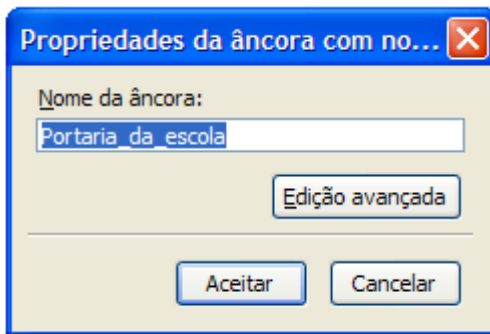 Propriedades da âncora com no...
Nome da âncora:
Portaria_da_escola
Edição avançada
Aceitar Cancelar